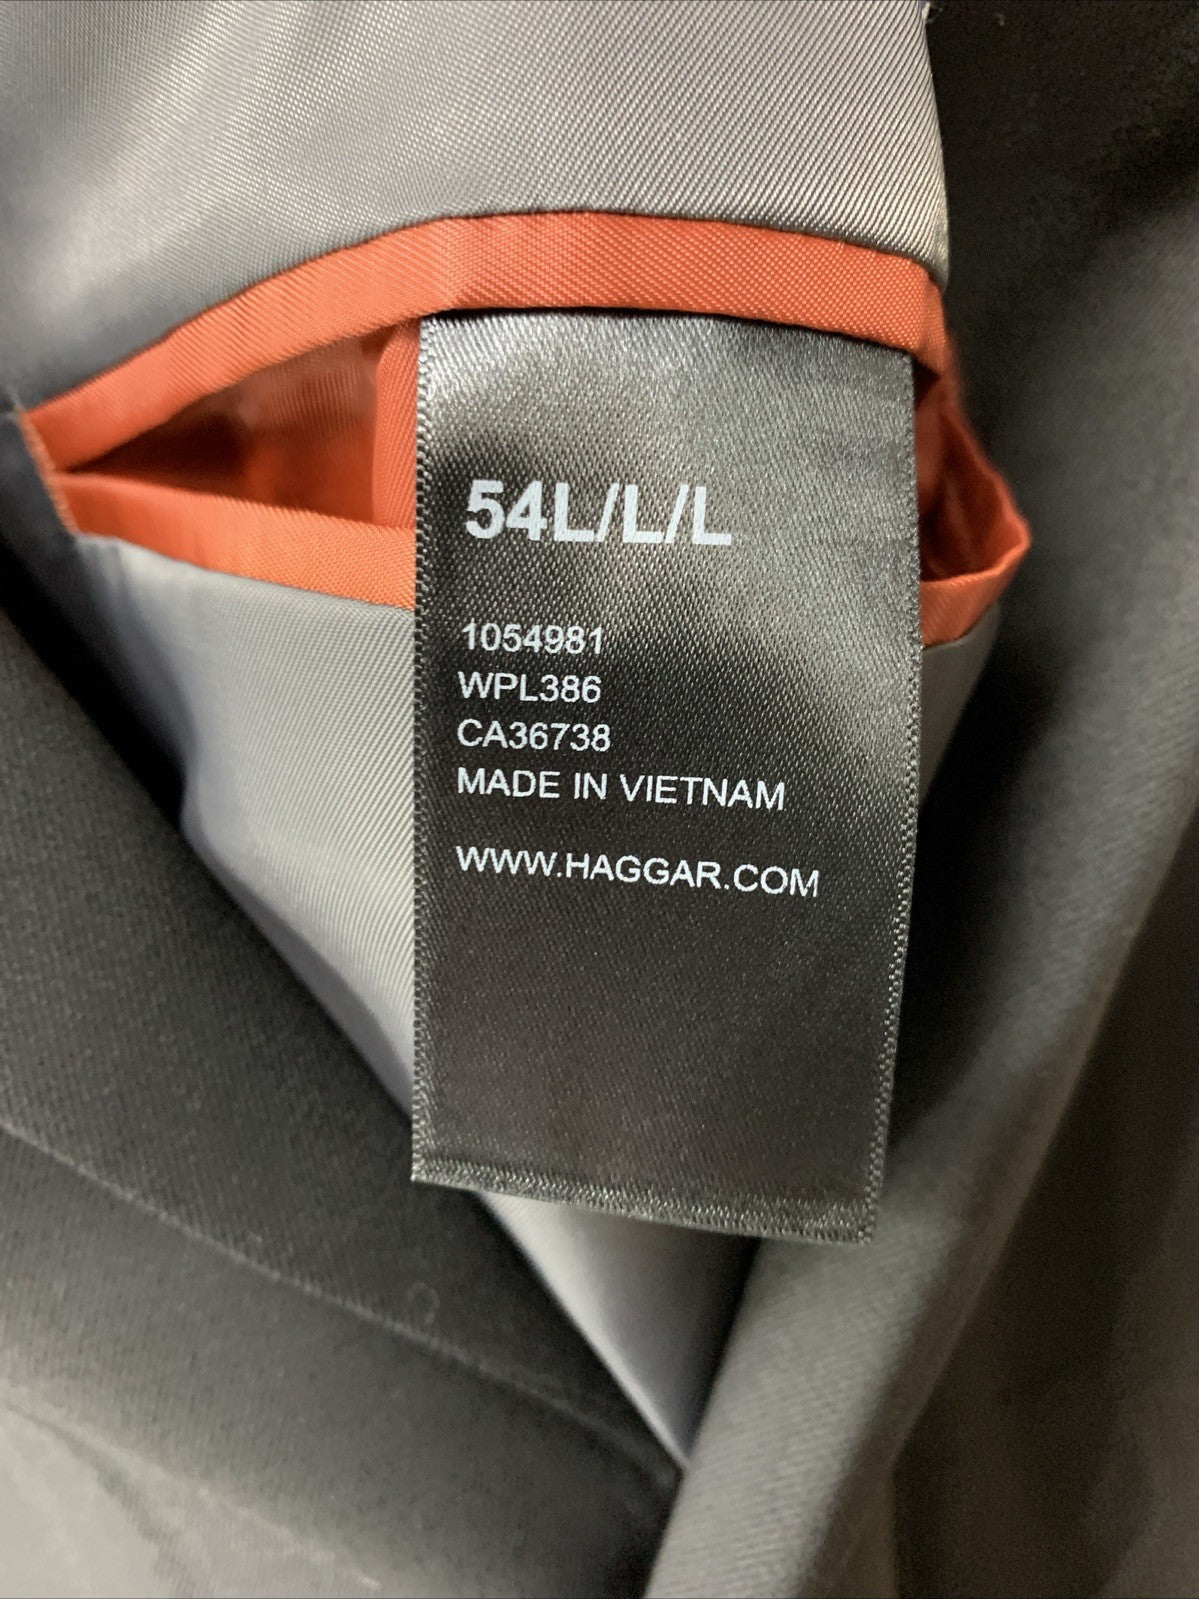 54L/L/L
1054981
WPL386
CA36738
MADE IN VIETNAM
WWW.HAGGAR.COM